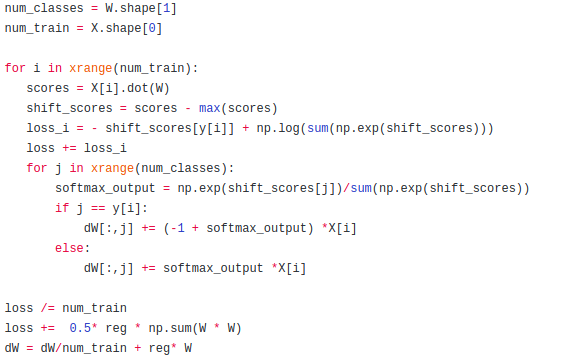 num_classes = W.shape[1]
num_train = X.shape[0]

for i in xrange(num_train):
   scores = X[i].dot(W)
   shift_scores = scores - max(scores)
   loss_i = - shift_scores[y[i]] + np.log(sum(np.exp(shift_scores)))
   loss += loss_i
   for j in xrange(num_classes):
       softmax_output = np.exp(shift_scores[j])/sum(np.exp(shift_scores))
       if j == y[i]:
           dW[:,j] += (-1 + softmax_output) *X[i]
       else:
           dW[:,j] += softmax_output *X[i]

loss /= num_train
loss +=  0.5* reg * np.sum(W * W)
dW = dW/num_train + reg* W